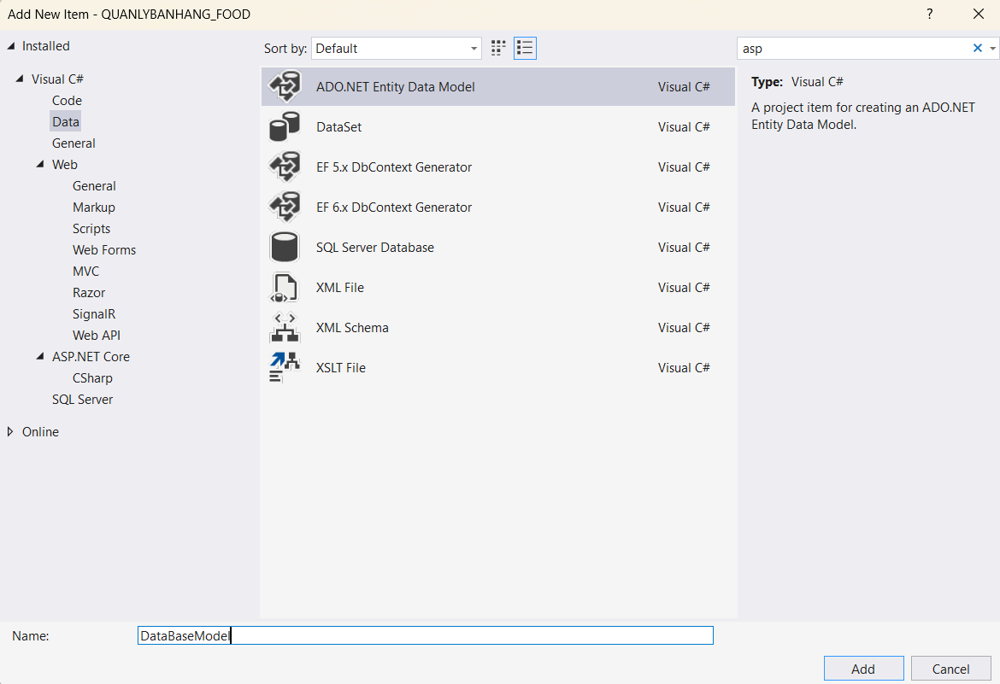 Add New Item - QUANLYBANHANG_FOOD
?
Installed
Visual C#
Code
Data
General
Web
General
Markup
Scripts
Web Forms
MVC
Razor
SignalR
Web API
ASP.NET Core
CSharp
SQL Server
Online
Sort by: Default
ADO.NET Entity Data Model Visual C#
DataSet Visual C#
EF 5.x DbContext Generator Visual C#
EF 6.x DbContext Generator Visual C#
SQL Server Database Visual C#
XML File Visual C#
XML Schema Visual C#
XSLT File Visual C#
asp
Type: Visual C#
A project item for creating an ADO.NET
Entity Data Model.
Name: DataBaseModel
Add Cancel